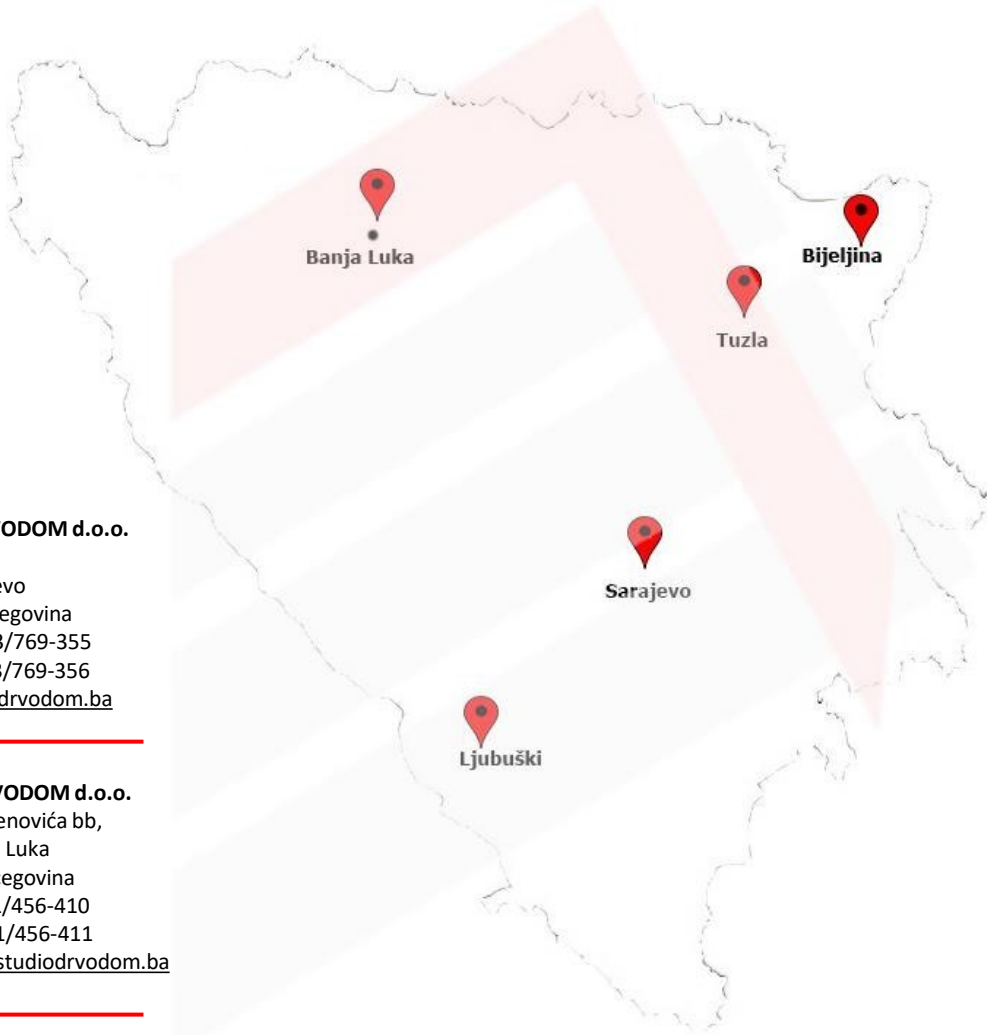 Banja Luka
Bijeljina
Tuzla
Sarajevo
Ljubuški
VODOM d.o.o.
evo
egovina
3/769-355
3/769-356
drvodom.ba
VODOM d.o.o.
enovića bb,
Luka
cegovina
1/456-410
1/456-411
studiodrvodom.ba